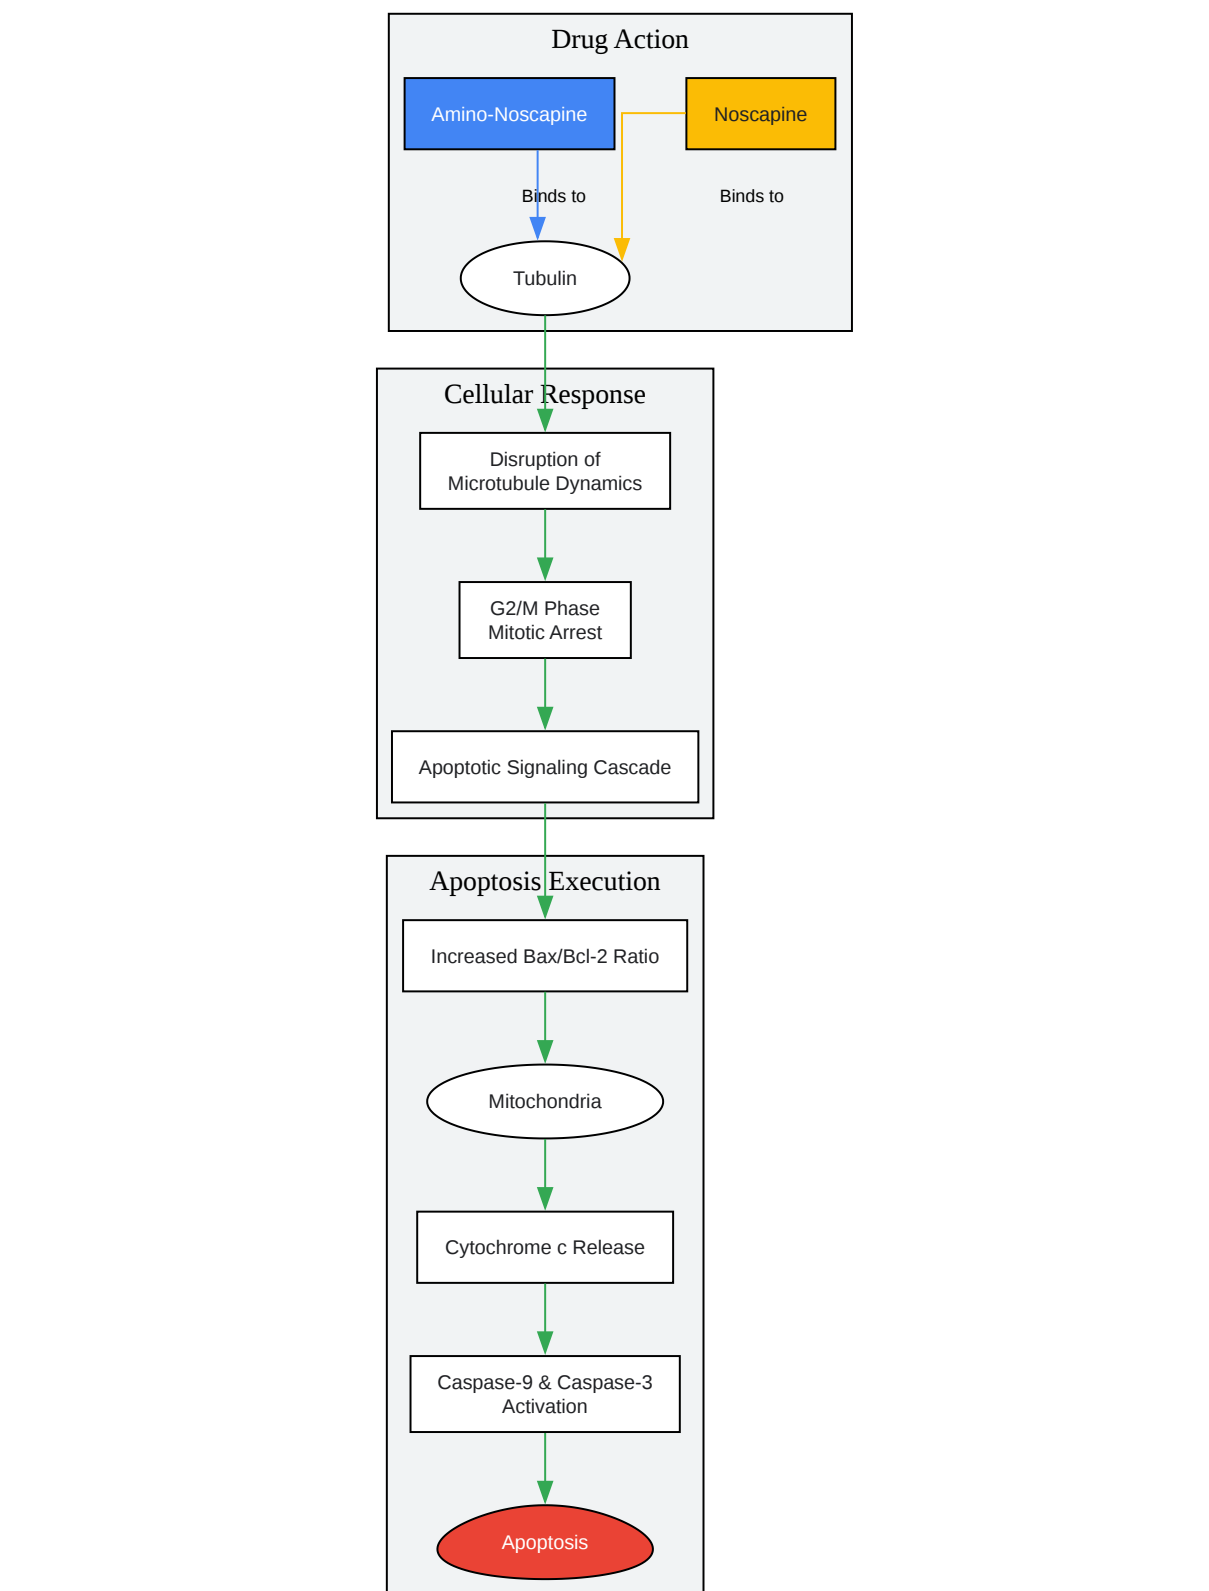 Drug Action
Amino-Noscapine
Noscapine
Binds to
Binds to
Tubulin
Cellular Response
Disruption of
Microtubule Dynamics
G2/M Phase
Mitotic Arrest
Apoptotic Signaling Cascade
Apoptosis Execution
Increased Bax/Bcl-2 Ratio
Mitochondria
Cytochrome c Release
Caspase-9 & Caspase-3
Activation
Apoptosis